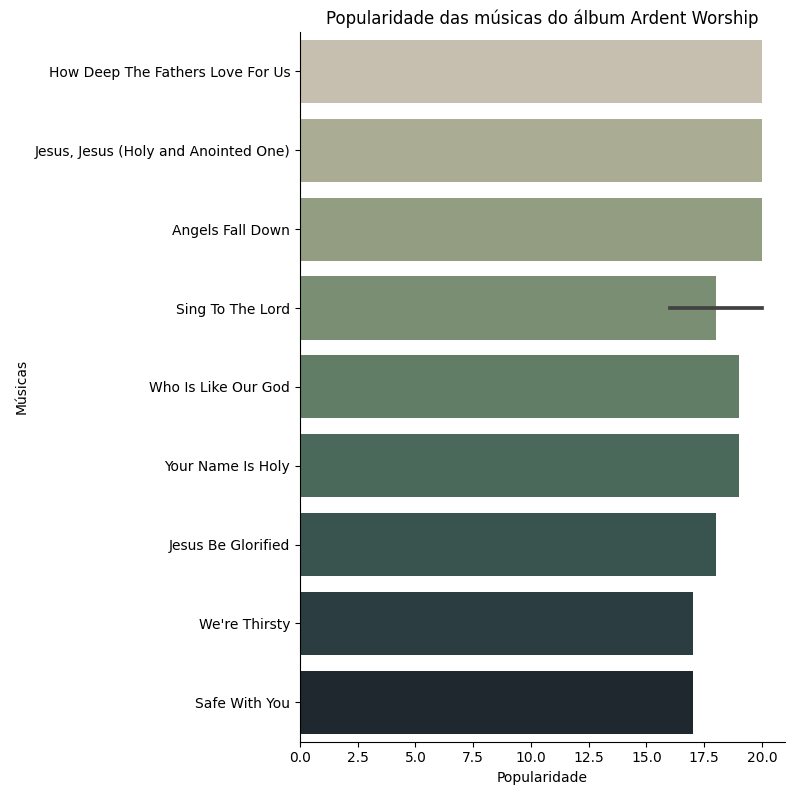 Popularidade das músicas do álbum Ardent Worship
How Deep The Fathers Love For Us
Jesus, Jesus (Holy and Anointed One)
Angels Fall Down
Sing To The Lord
Who Is Like Our God
Your Name Is Holy
Jesus Be Glorified
We're Thirsty
Safe With You
Músicas
0.0 2.5 5.0 7.5 10.0 12.5 15.0 17.5 20.0
Popularidade